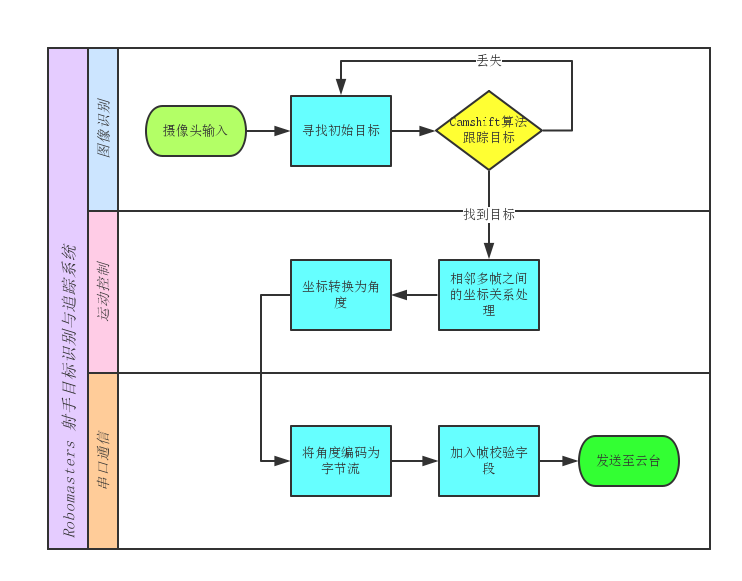 Robomasters 射手目标识别与追踪系统
图像识别
丢失
摄像头输入
寻找初始目标
Camshift算法
跟踪目标
找到目标
运动控制
坐标转换为角
度
相邻多帧之间
的坐标关系处
理
串口通信
将角度编码为
字节流
加入帧校验字
段
发送至云台